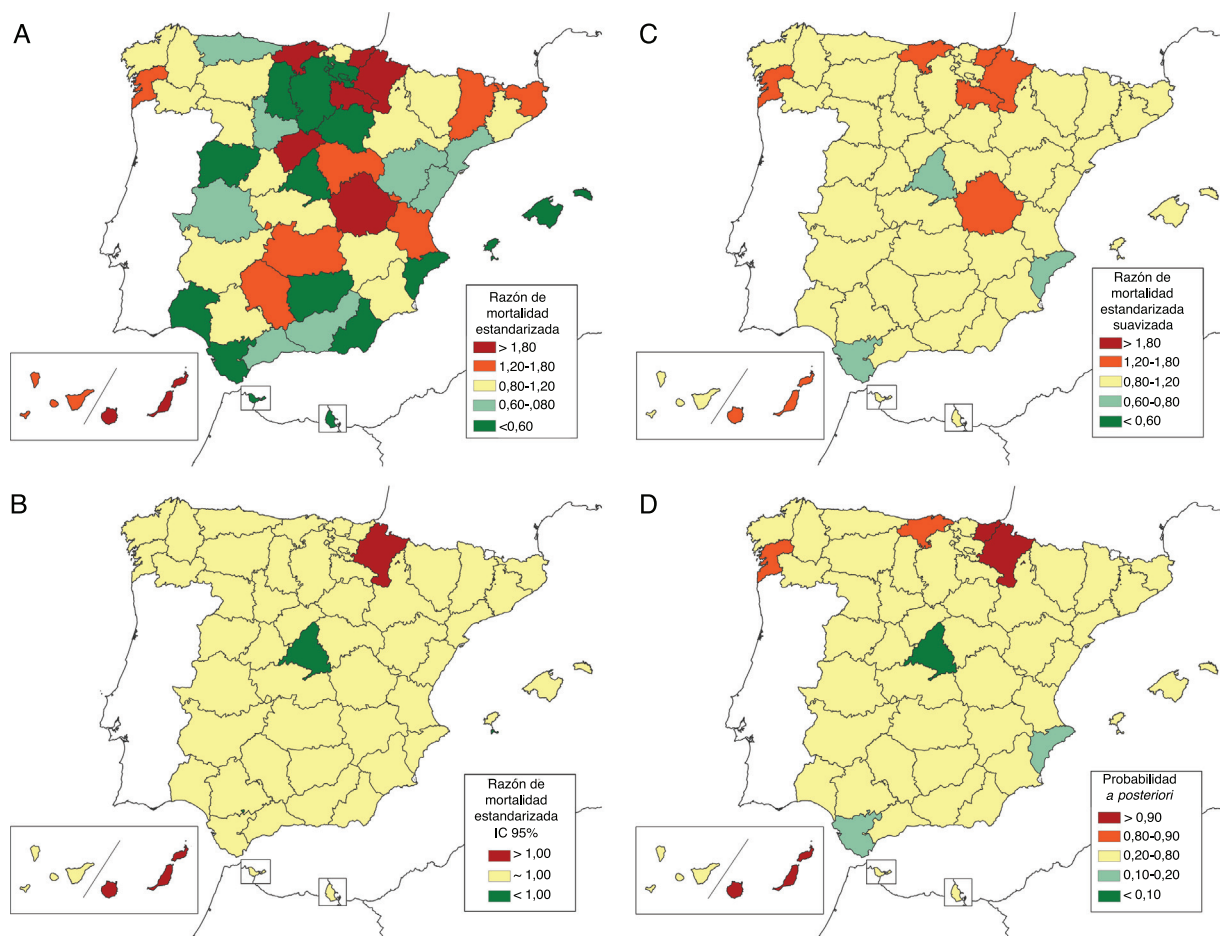 A
Razón de
mortalidad
estandarizada
> 1,80
1,20-1,80
0,80-1,20
0,60-,080
<0,60
C
Razón de
mortalidad
estandarizada
suavizada
> 1,80
1,20-1,80
0,80-1,20
0,60-0,80
< 0,60
B
Razón de
mortalidad
estandarizada
IC 95%
> 1,00
~ 1,00
< 1,00
D
Probabilidad
a posteriori
> 0,90
0,80-0,90
0,20-0,80
0,10-0,20
< 0,10